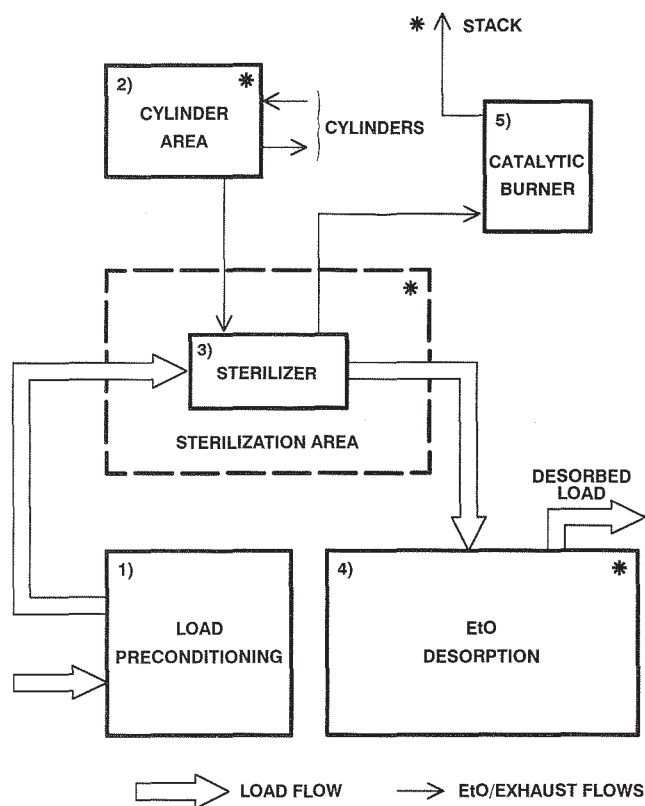 * STACK
2) *
CYLINDER
AREA
CYLINDERS
5)
CATALYTIC
BURNER
*
3)
STERILIZER
STERILIZATION AREA
DESORBED
LOAD
1)
LOAD
PRECONDITIONING
4) *
EtO
DESORPTION
LOAD FLOW
EtO/EXHAUST FLOWS